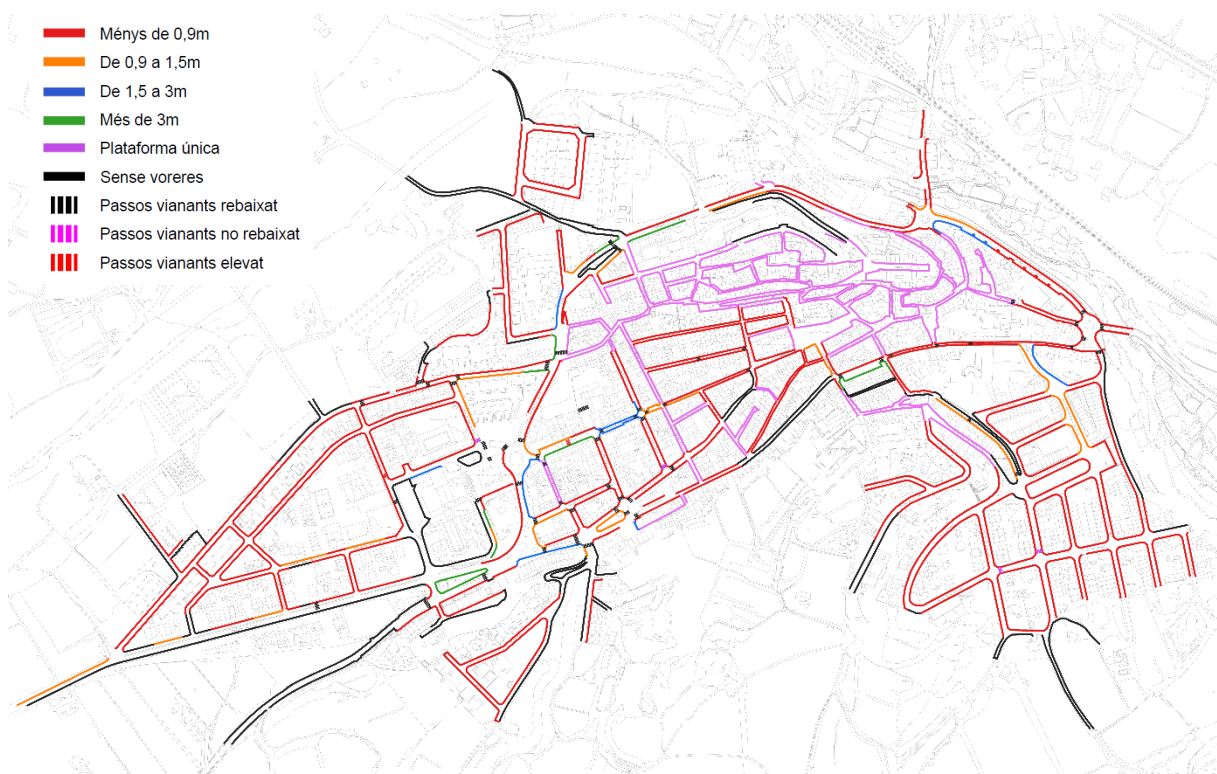 Ménys de 0,9m
De 0,9 a 1,5m
De 1,5 a 3m
Més de 3m
Plataforma única
Sense voreres
Passos vianants rebaixat
Passos vianants no rebaixat
Passos vianants elevat